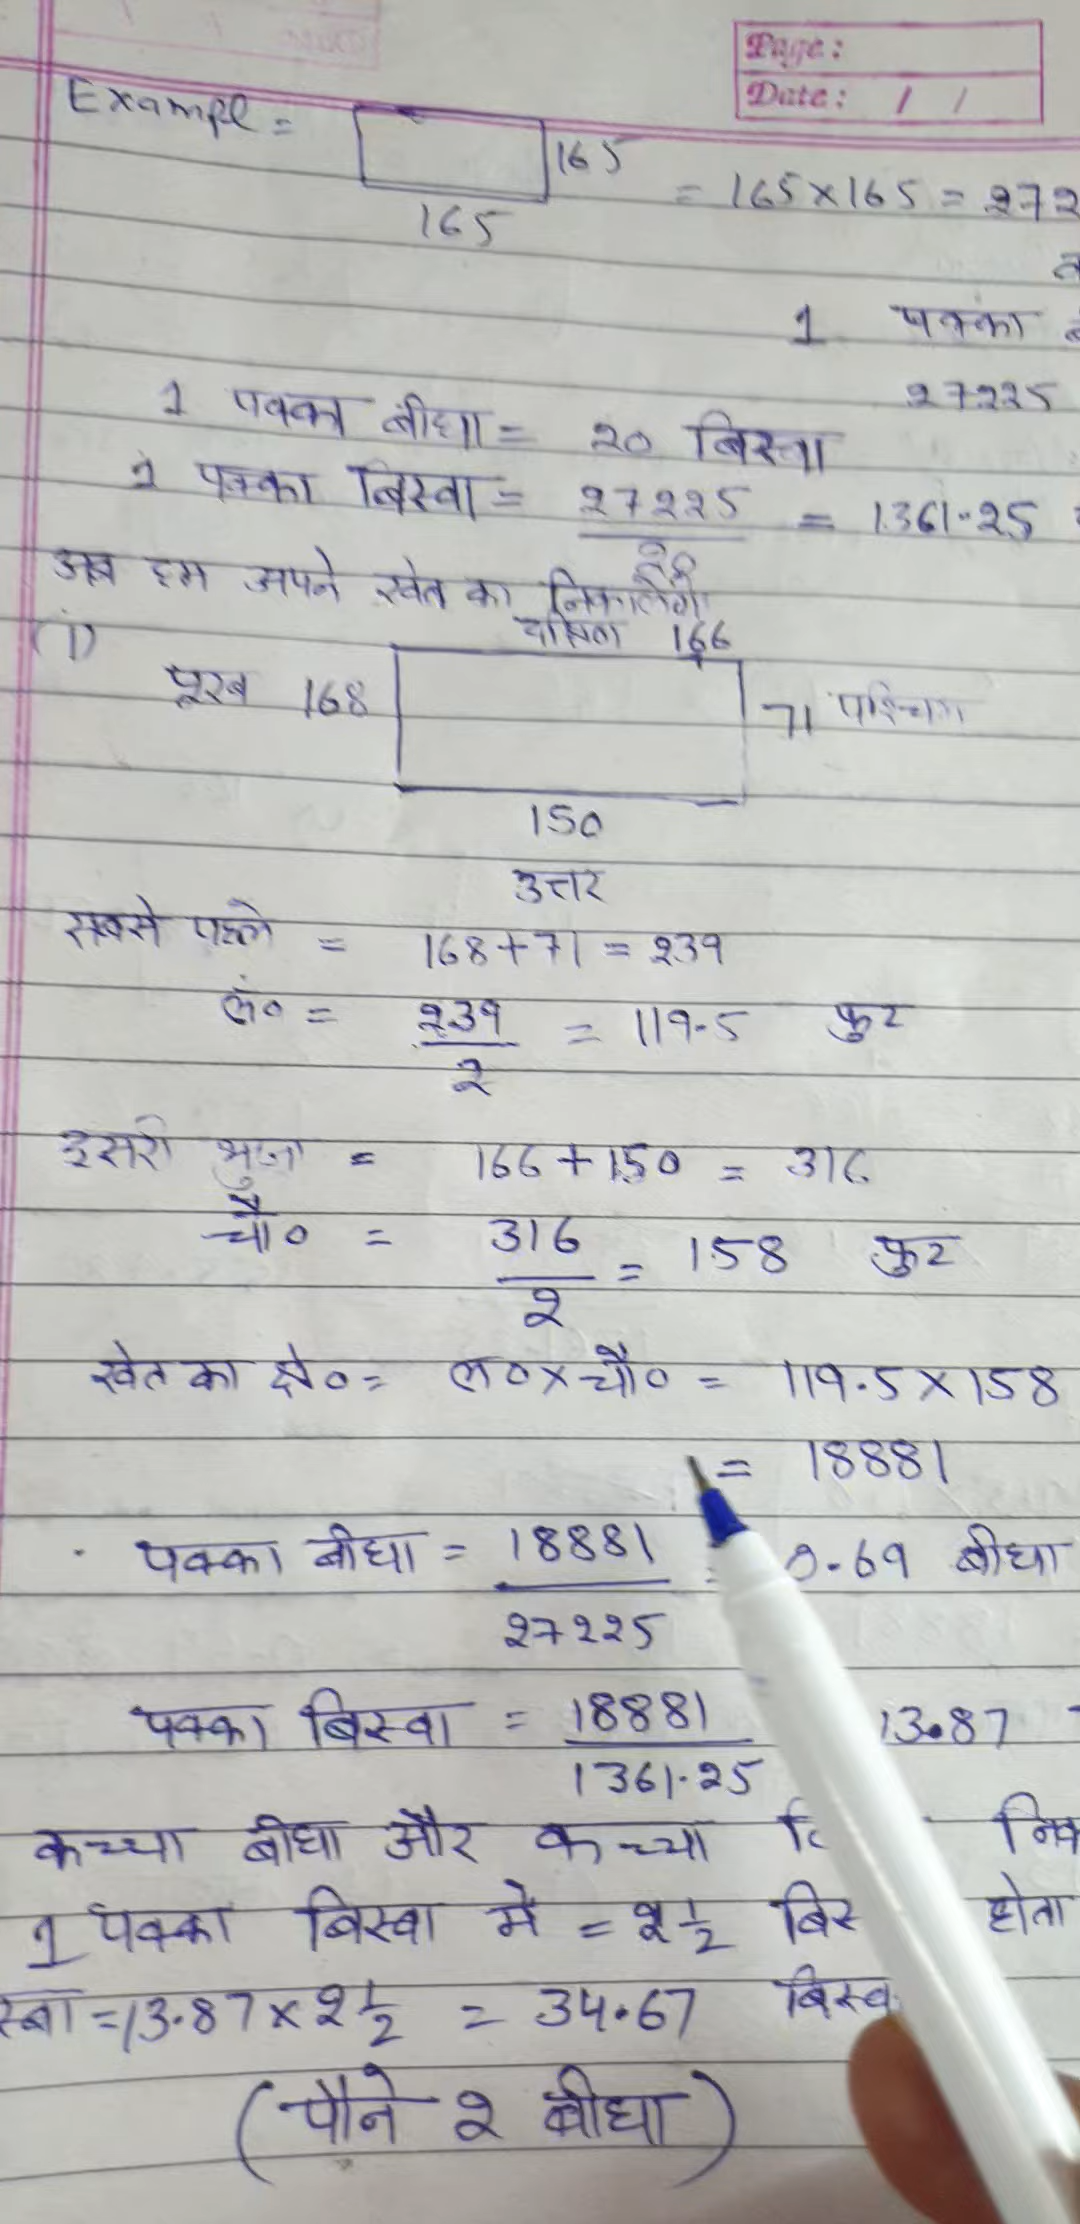 Page:
Date: / /
Exampl =
165
= 165×165 = 272
165
1 पक्का
27225
1 पक्का बीघा = 20 बिस्वा
1 पक्का बिस्वा = 27225 = 1361.25
20
अब हम अपने खेत का निकालेंगे
(1)
166
पूरब 168
71 पश्चिम
150
उत्तर
सबसे पहले = 168+71 = 239
लं० = 239 = 119.5 फुट
2
दूसरी भुजा = 166+150 = 316
चौ० = 316 = 158 फुट
2
खेत का क्षे० = ल०×चौ० = 119.5×158
= 18881
पक्का बीघा = 18881 .69 बीघा
27225
पक्का बिस्वा = 18881 13.87
1361.25
कच्चा बीघा और कच्चा
1 पक्का बिस्वा में = 2 1/2 होता
= 13.87×2 1/2 = 34.67
(पौने 2 बीघा)